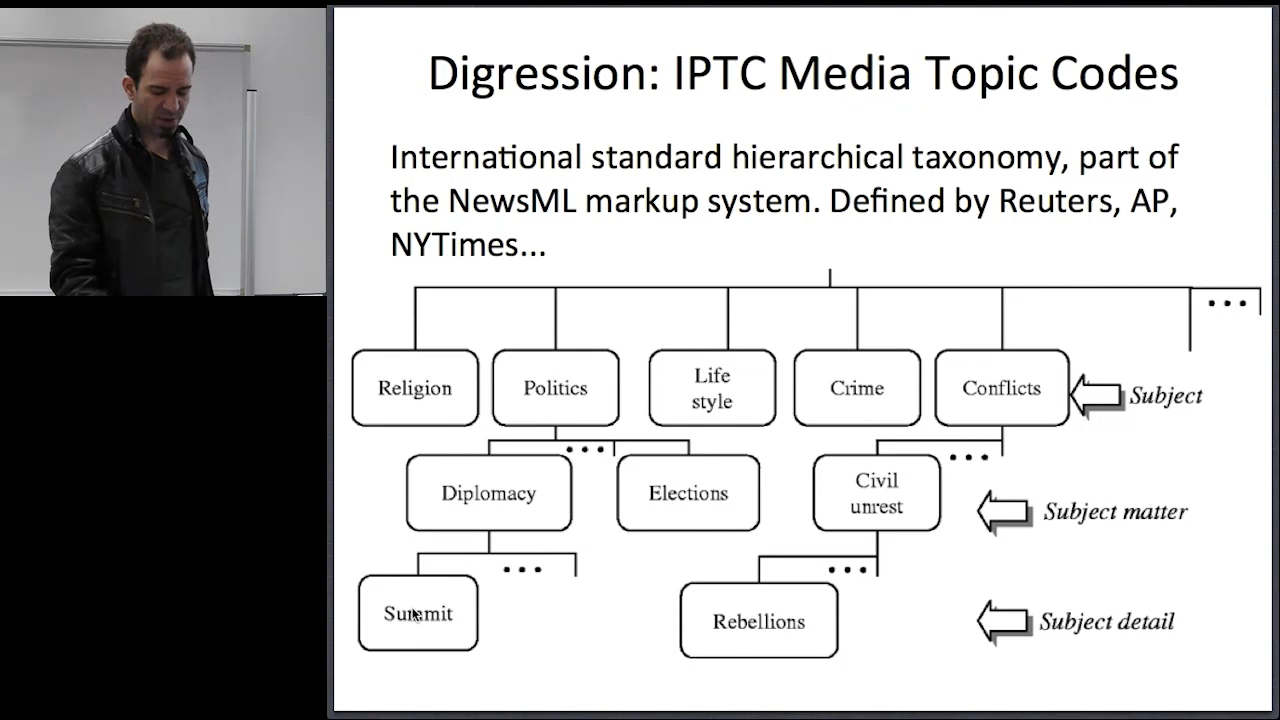 Digression: IPTC Media Topic Codes
International standard hierarchical taxonomy, part of
the NewsML markup system. Defined by Reuters, AP,
NYTimes...
Religion
Politics
Life
style
Crime
Conflicts
Subject
Diplomacy
Elections
Civil
unrest
Subject matter
Summit
Rebellions
Subject detail